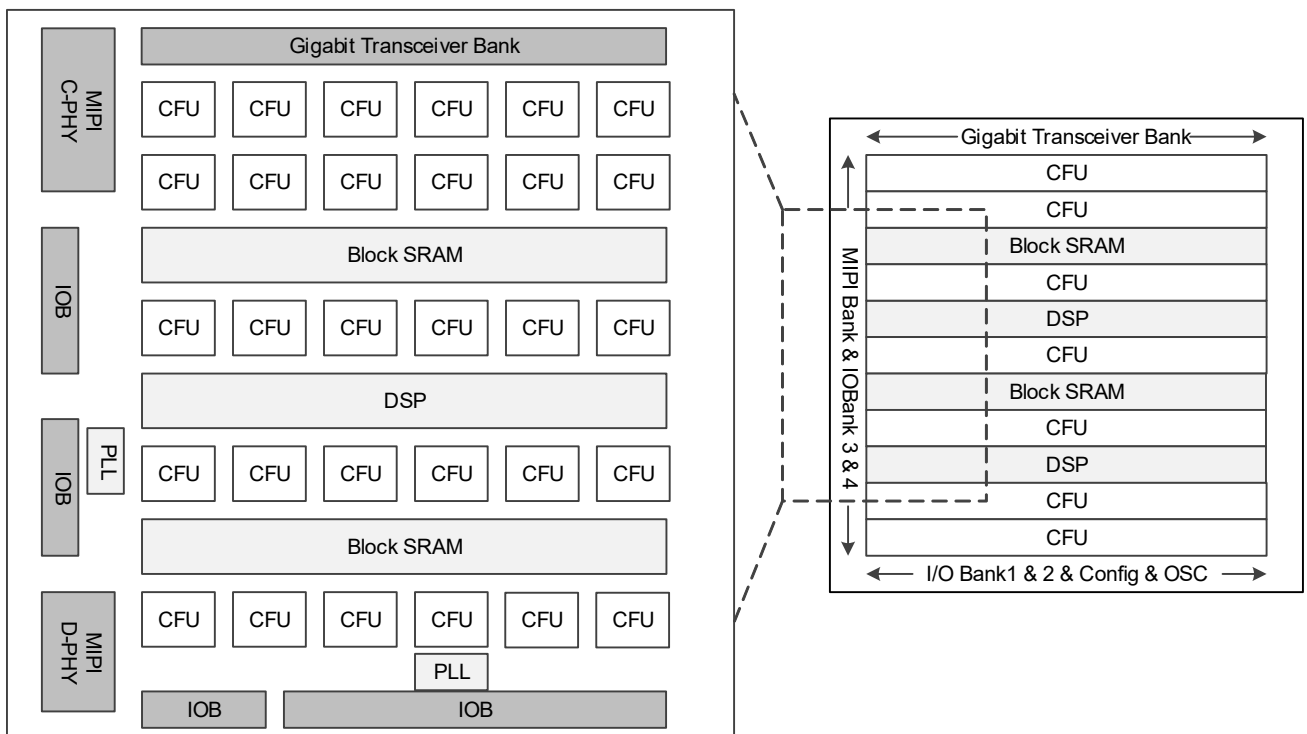 MIPI
C-PHY
Gigabit Transceiver Bank
CFU CFU CFU CFU CFU CFU
CFU CFU CFU CFU CFU CFU
IOB
Block SRAM
CFU CFU CFU CFU CFU CFU
DSP
IOB
PLL
CFU CFU CFU CFU CFU CFU
Block SRAM
MIPI
D-PHY
CFU CFU CFU CFU CFU CFU
PLL
IOB IOB
Gigabit Transceiver Bank
MIPI Bank & IOBank 3 & 4
CFU
CFU
Block SRAM
CFU
DSP
CFU
Block SRAM
CFU
DSP
CFU
CFU
I/O Bank1 & 2 & Config & OSC